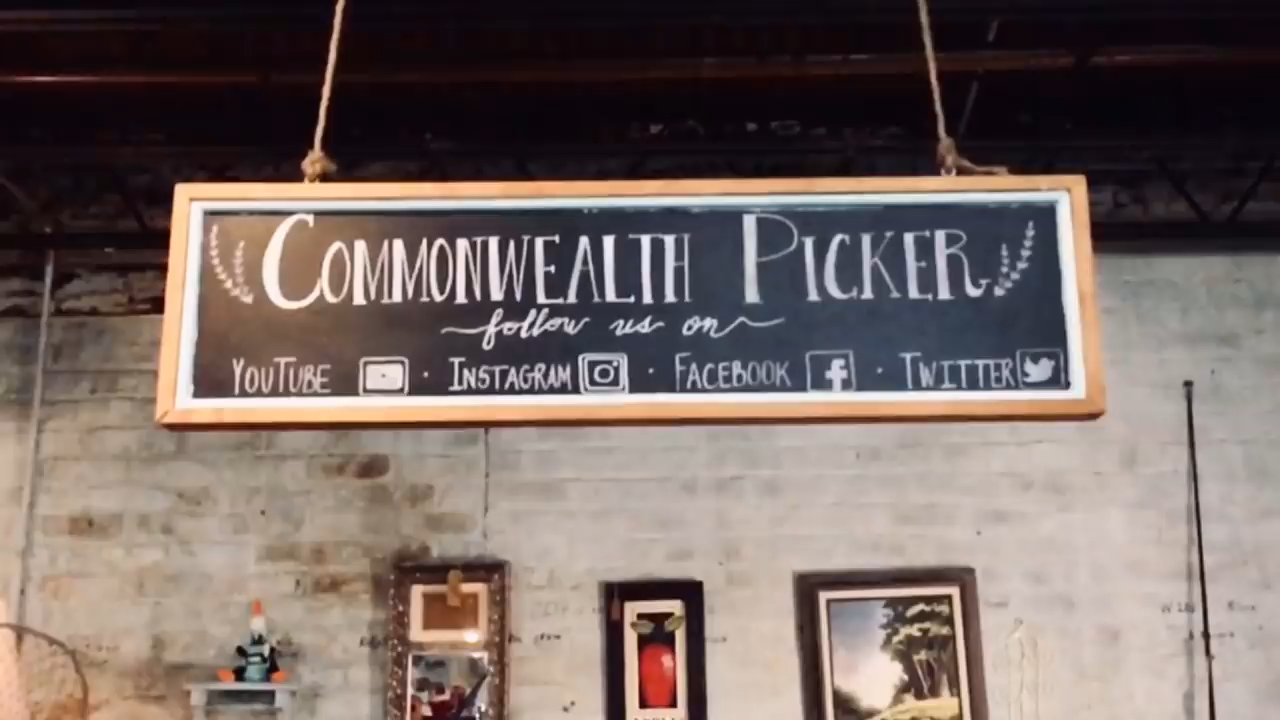 COMMONWEALTH PICKER
follow us on
YOUTUBE · INSTAGRAM · FACEBOOK · TWITTER